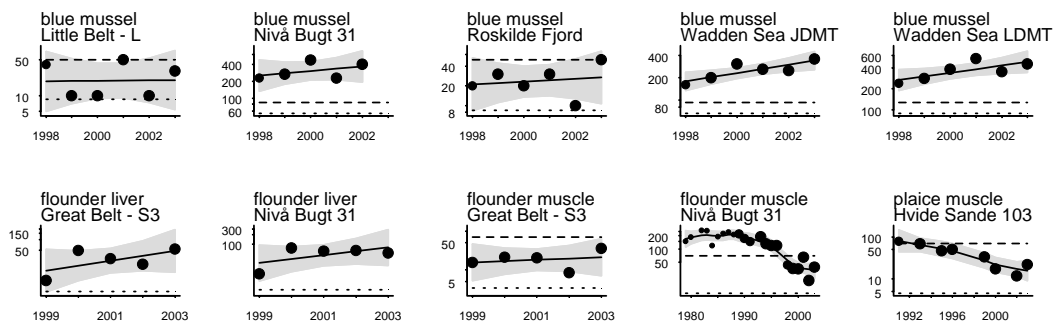 blue mussel
Little Belt - L
50
10
5
1998 2000 2002
blue mussel
Nivå Bugt 31
400
200
100
60
1998 2000 2002
blue mussel
Roskilde Fjord
40
20
8
1998 2000 2002
blue mussel
Wadden Sea JDMT
400
200
80
1998 2000 2002
blue mussel
Wadden Sea LDMT
600
400
200
100
1998 2000 2002
flounder liver
Great Belt - S3
150
50
1999 2001 2003
flounder liver
Nivå Bugt 31
300
100
1999 2001 2003
flounder muscle
Great Belt - S3
50
5
1999 2001 2003
flounder muscle
Nivå Bugt 31
200
100
50
1980 1990 2000
plaice muscle
Hvide Sande 103
100
50
10
5
1992 1996 2000